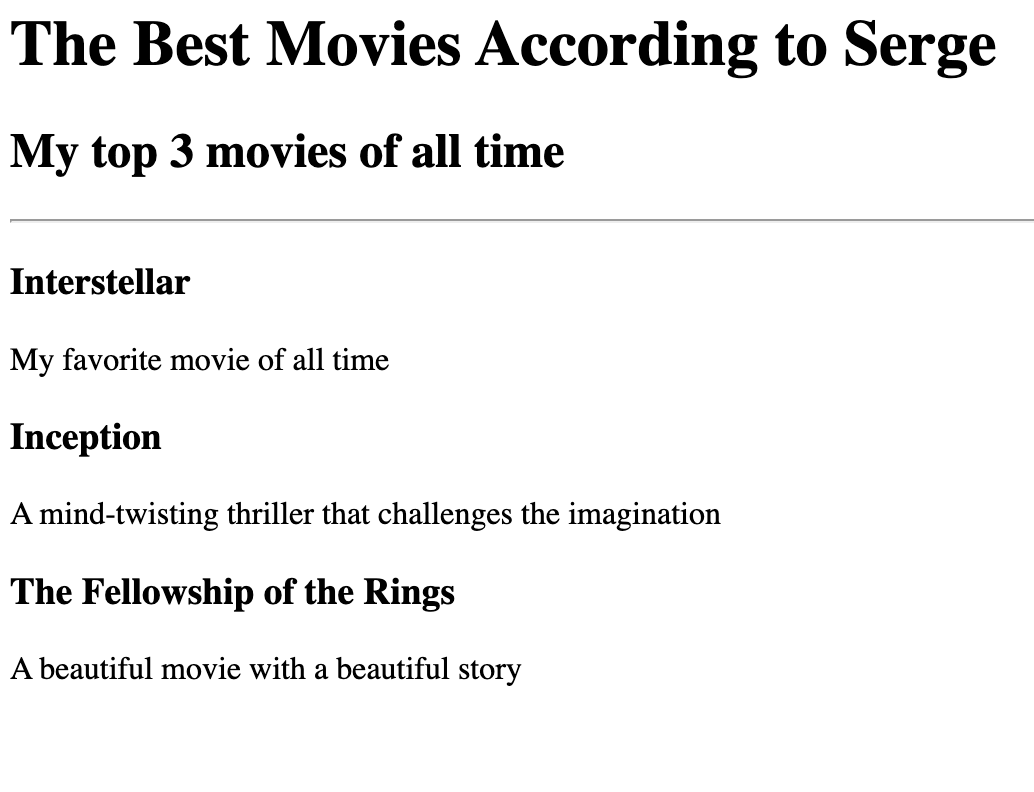 The Best Movies According to Serge
My top 3 movies of all time
Interstellar
My favorite movie of all time
Inception
A mind-twisting thriller that challenges the imagination
The Fellowship of the Rings
A beautiful movie with a beautiful story